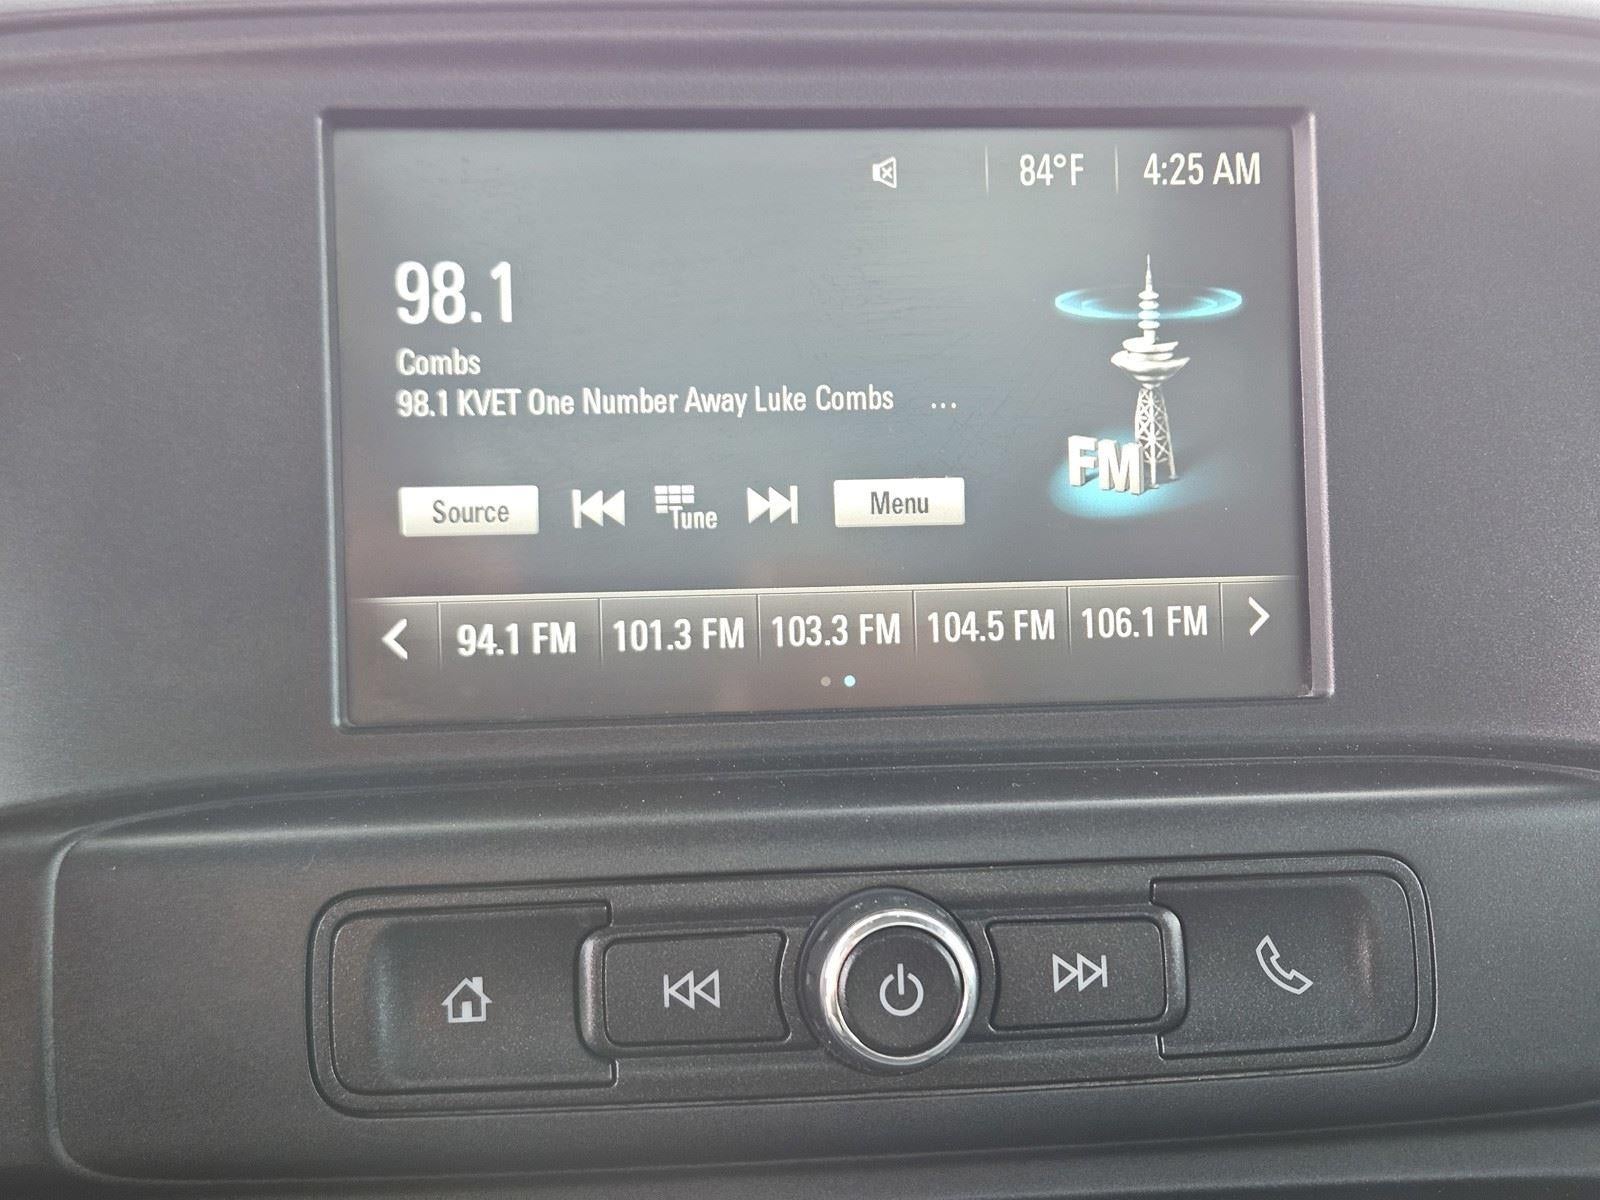 84°F 4:25 AM
98.1
Combs
98.1 KVET One Number Away Luke Combs ...
FM
Source Tune Menu
94.1 FM 101.3 FM 103.3 FM 104.5 FM 106.1 FM